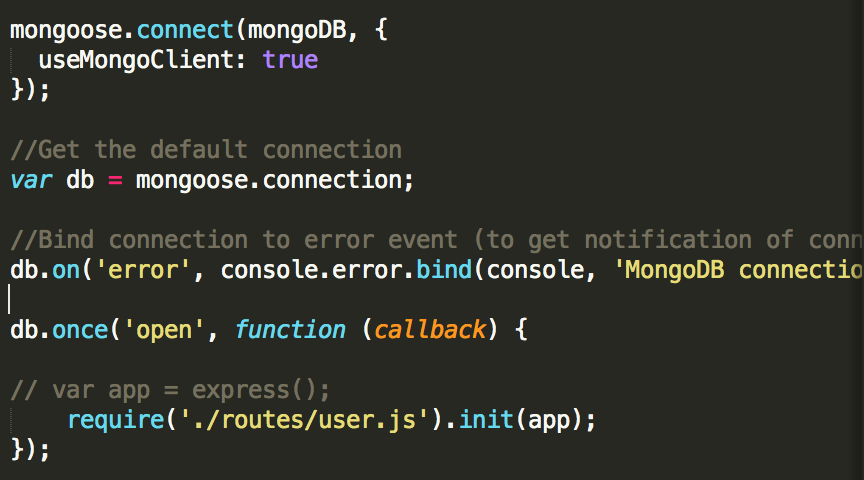 mongoose.connect(mongoDB, {
useMongoClient: true
});
//Get the default connection
var db = mongoose.connection;
//Bind connection to error event (to get notification of
db.on('error', console.error.bind(console, 'MongoDB
db.once('open', function (callback) {
// var app = express();
require('./routes/user.js').init(app);
});